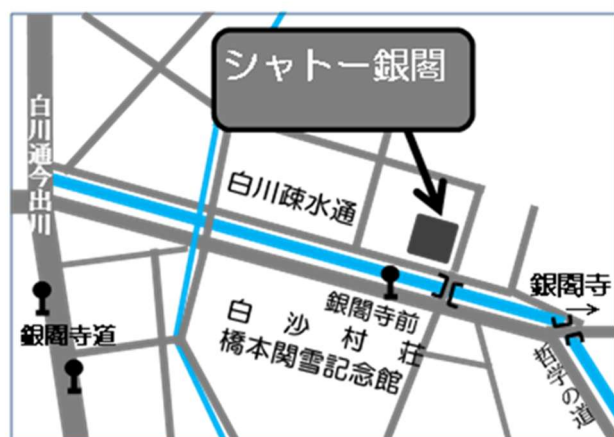 シャトー銀閣
白川通今出川
白川疏水通
銀閣寺
→
銀閣寺前
銀閣寺道
白沙村荘
橋本関雪記念館
哲学の道